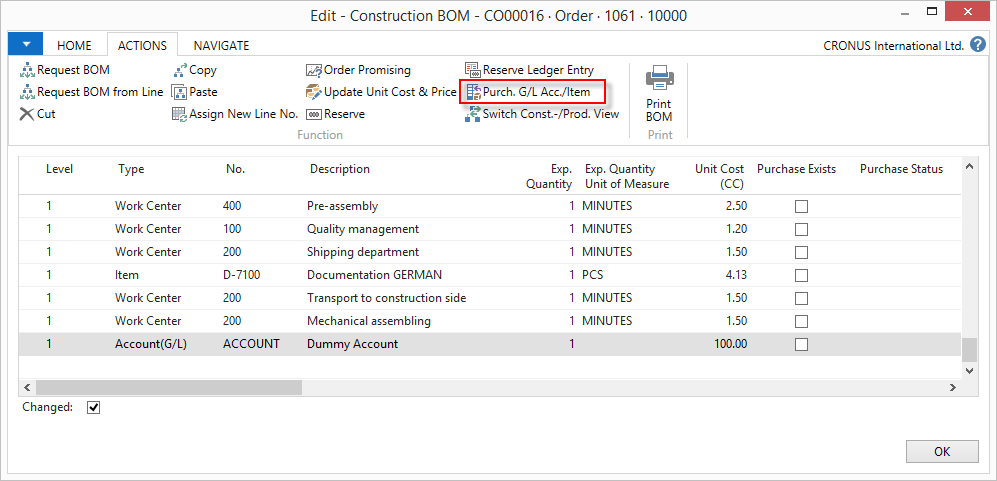 Edit - Construction BOM - CO00016 · Order · 1061 · 10000
HOME ACTIONS NAVIGATE CRONUS International Ltd. ?
Request BOM Copy Order Promising Reserve Ledger Entry
Request BOM from Line Paste Update Unit Cost & Price Purch. G/L Acc./Item
Cut Assign New Line No. Reserve Switch Const.-/Prod. View
Print
BOM
Function Print
Level Type No. Description Exp. Exp. Quantity Unit Cost Purchase Exists Purchase Status
Quantity Unit of Measure (CC)
1 Work Center 400 Pre-assembly 1 MINUTES 2.50
1 Work Center 100 Quality management 1 MINUTES 1.20
1 Work Center 200 Shipping department 1 MINUTES 1.50
1 Item D-7100 Documentation GERMAN 1 PCS 4.13
1 Work Center 200 Transport to construction side 1 MINUTES 1.50
1 Work Center 200 Mechanical assembling 1 MINUTES 1.50
1 Account(G/L) ACCOUNT Dummy Account 1 100.00
Changed:
OK